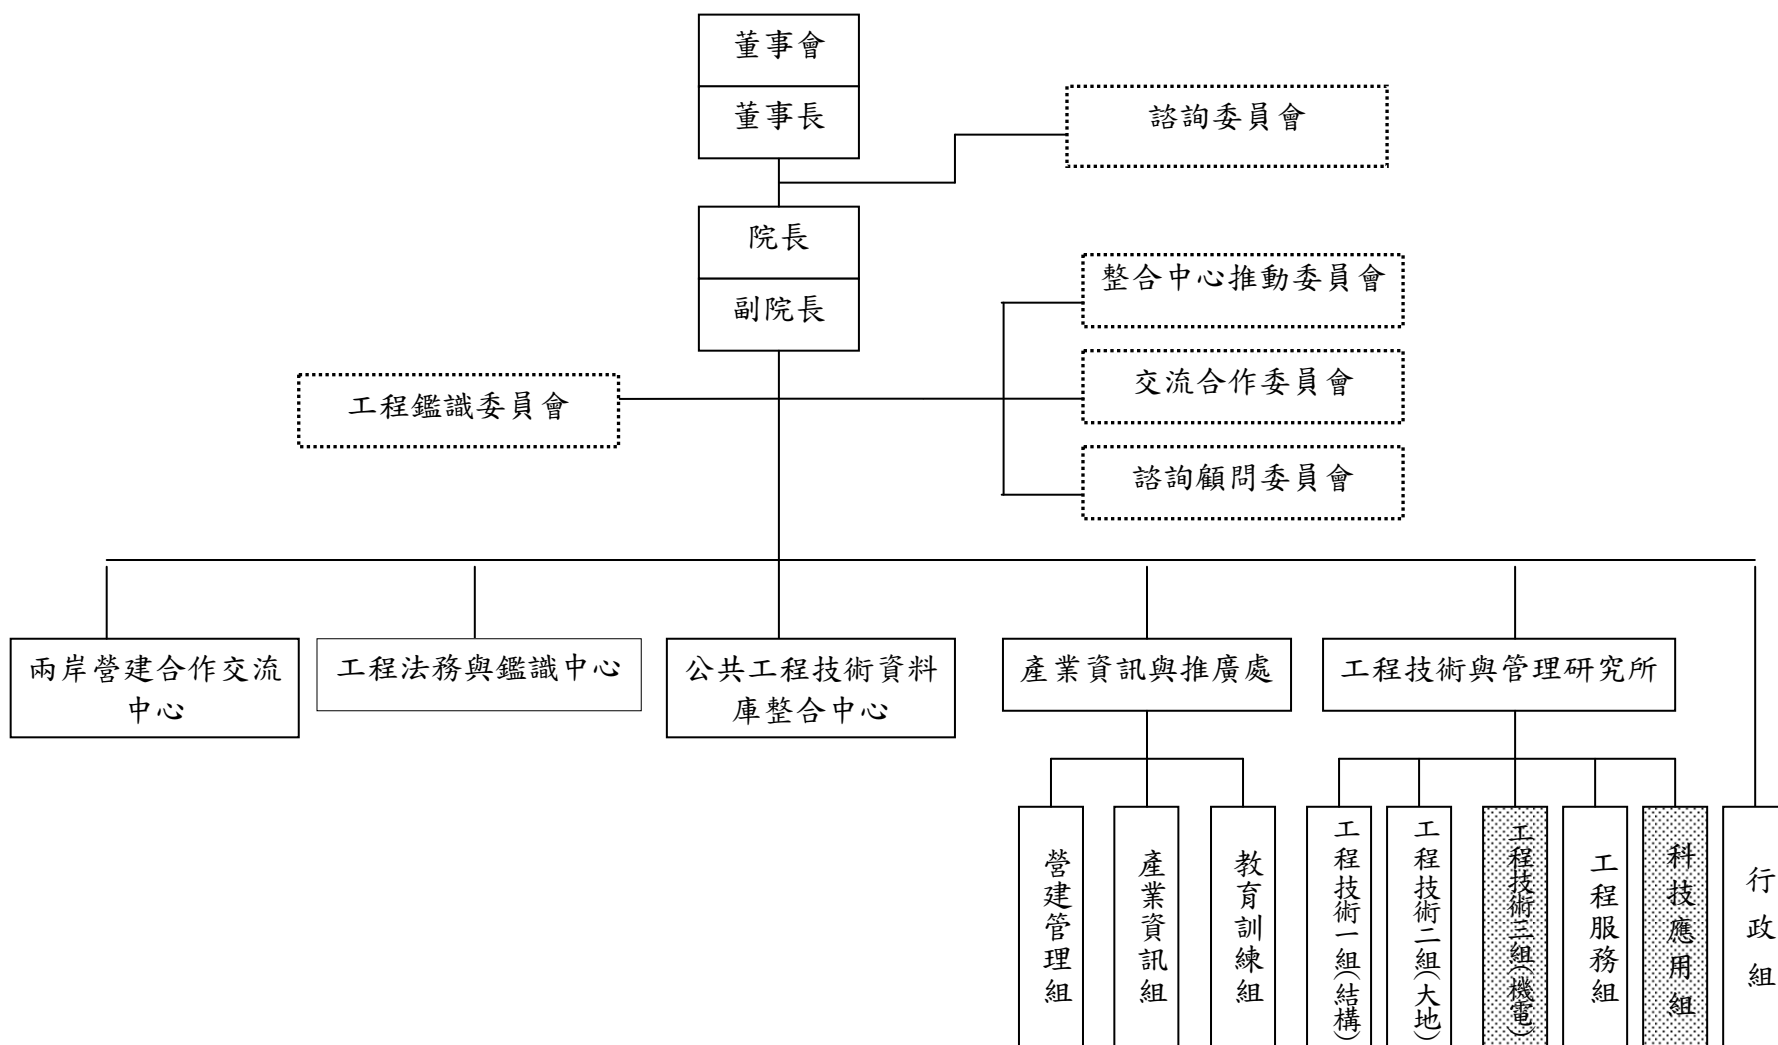 董事會
董事長
諮詢委員會
院長
副院長
整合中心推動委員會
工程鑑識委員會
交流合作委員會
諮詢顧問委員會
兩岸營建合作交流
中心
工程法務與鑑識中心
公共工程技術資料
庫整合中心
產業資訊與推廣處
工程技術與管理研究所
營建管理組
產業資訊組
教育訓練組
工程技術一組(結構)
工程技術二組(大地)
工程技術三組(機電)
工程服務組
科技應用組
行政組